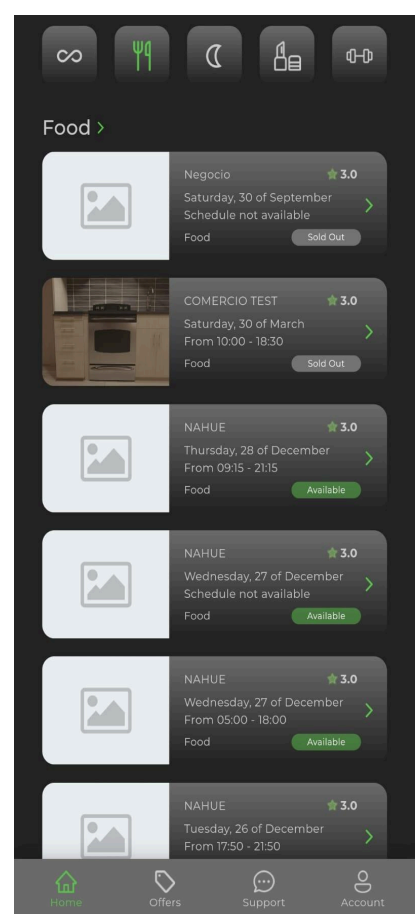 Food >
Negocio
3.0
Saturday, 30 of September
Schedule not available
Food
Sold Out
COMERCIO TEST
3.0
Saturday, 30 of March
From 10:00 - 18:30
Food
Sold Out
NAHUE
3.0
Thursday, 28 of December
From 09:15 - 21:15
Food
Available
NAHUE
3.0
Wednesday, 27 of December
Schedule not available
Food
Available
NAHUE
3.0
Wednesday, 27 of December
From 05:00 - 18:00
Food
Available
NAHUE
3.0
Tuesday, 26 of December
From 17:50 - 21:50
Home
Offers
Support
Account